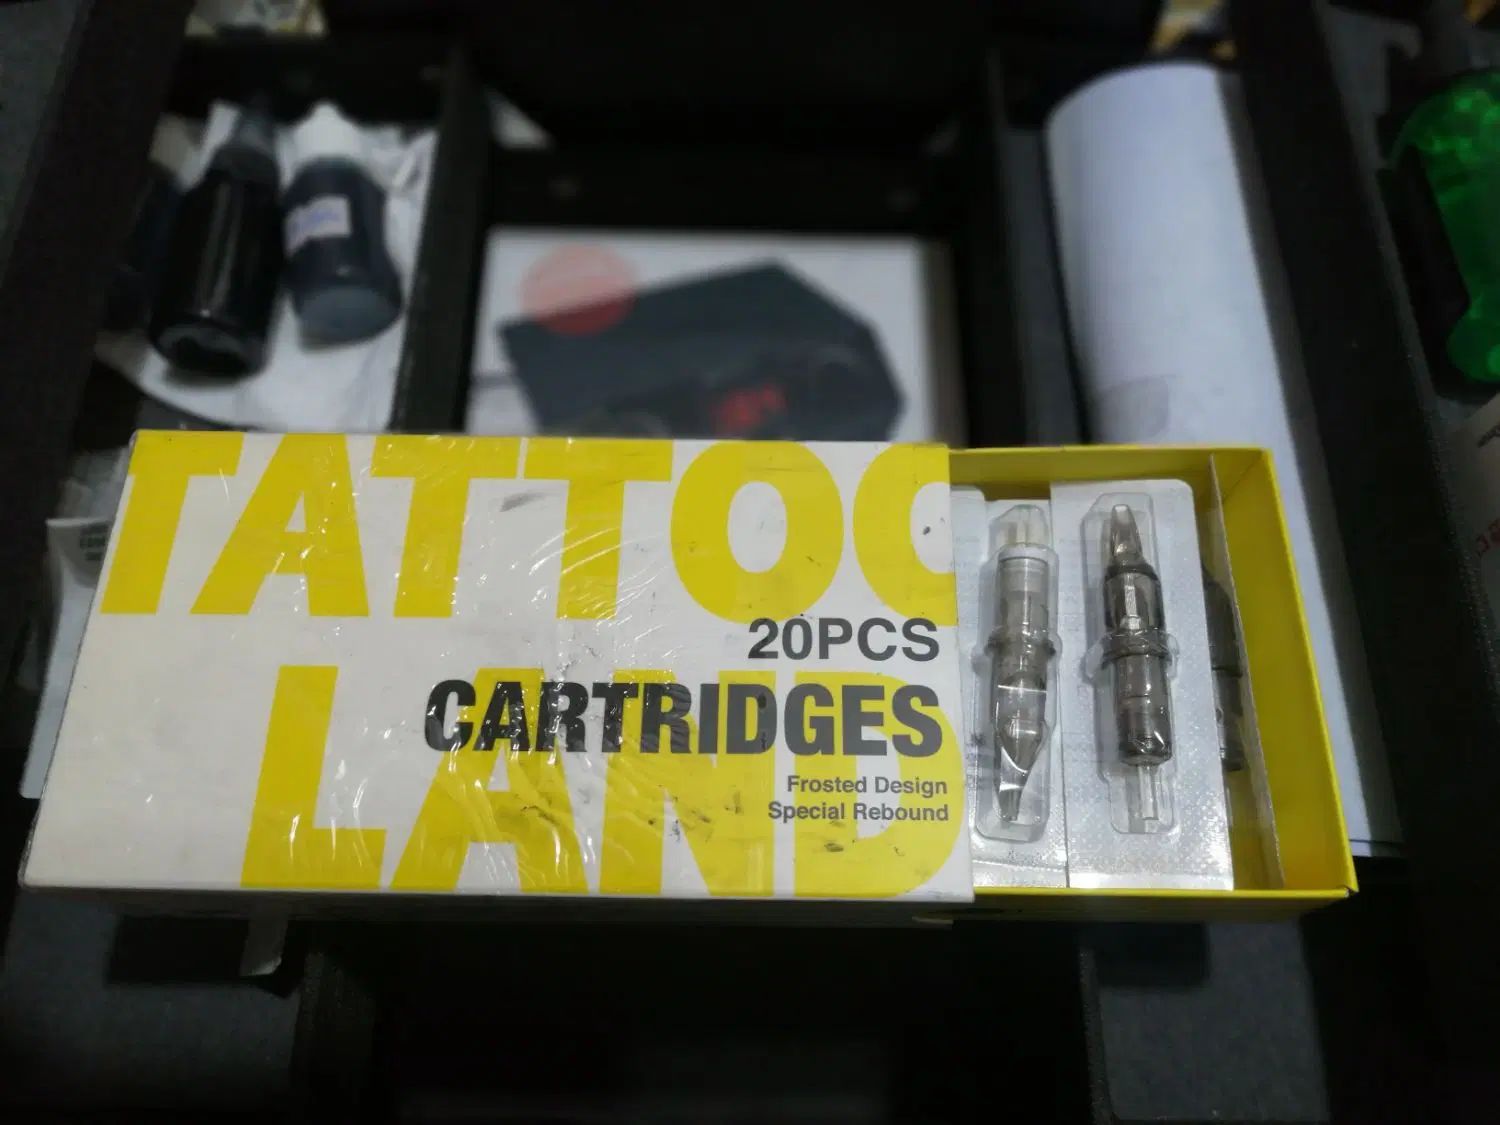 TATTOO
20PCS
LAND
CARTRIDGES
Frosted Design
Special Rebound